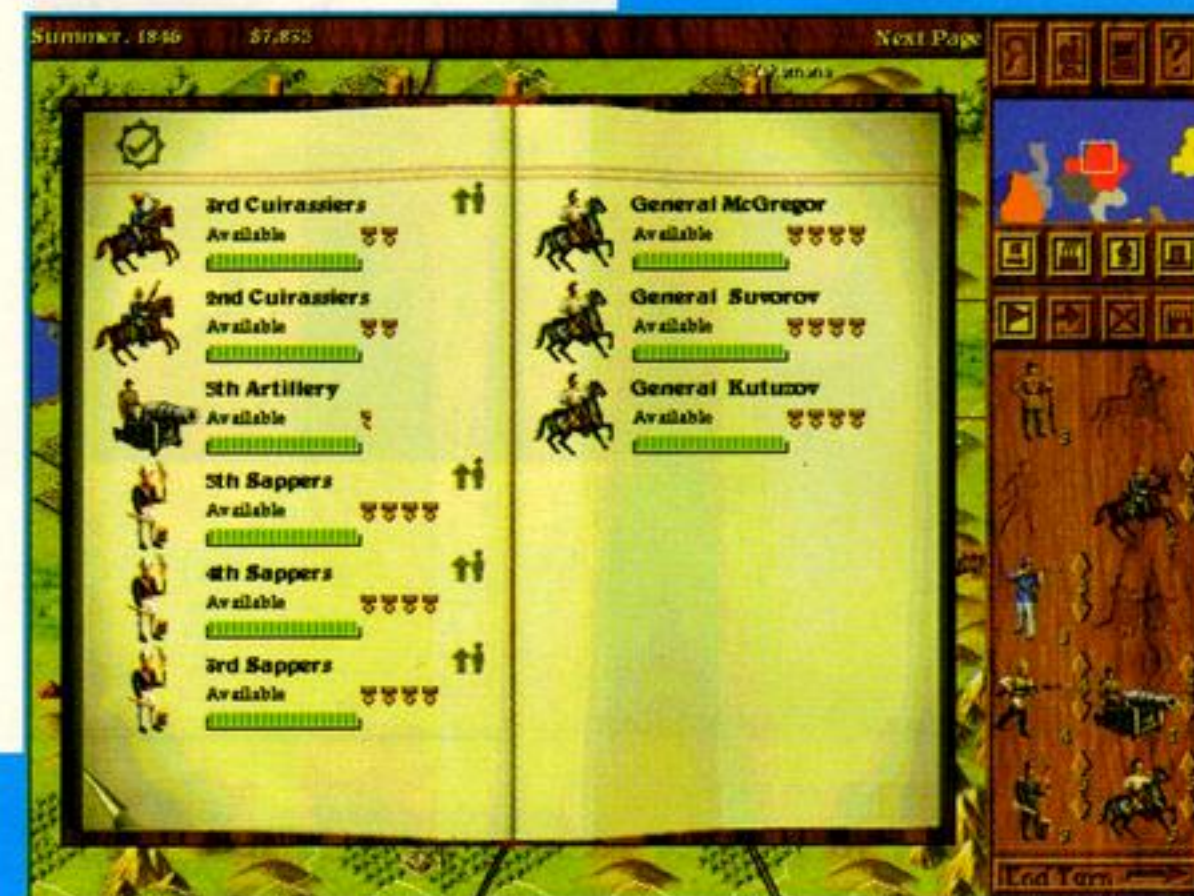 Summer, 1846 $7,833 Next Page
3rd Cuirassiers
Available
2nd Cuirassiers
Available
5th Artillery
Available
5th Sappers
Available
4th Sappers
Available
3rd Sappers
Available
General McGregor
Available
General Suvorov
Available
General Kutuzov
Available
End Turn